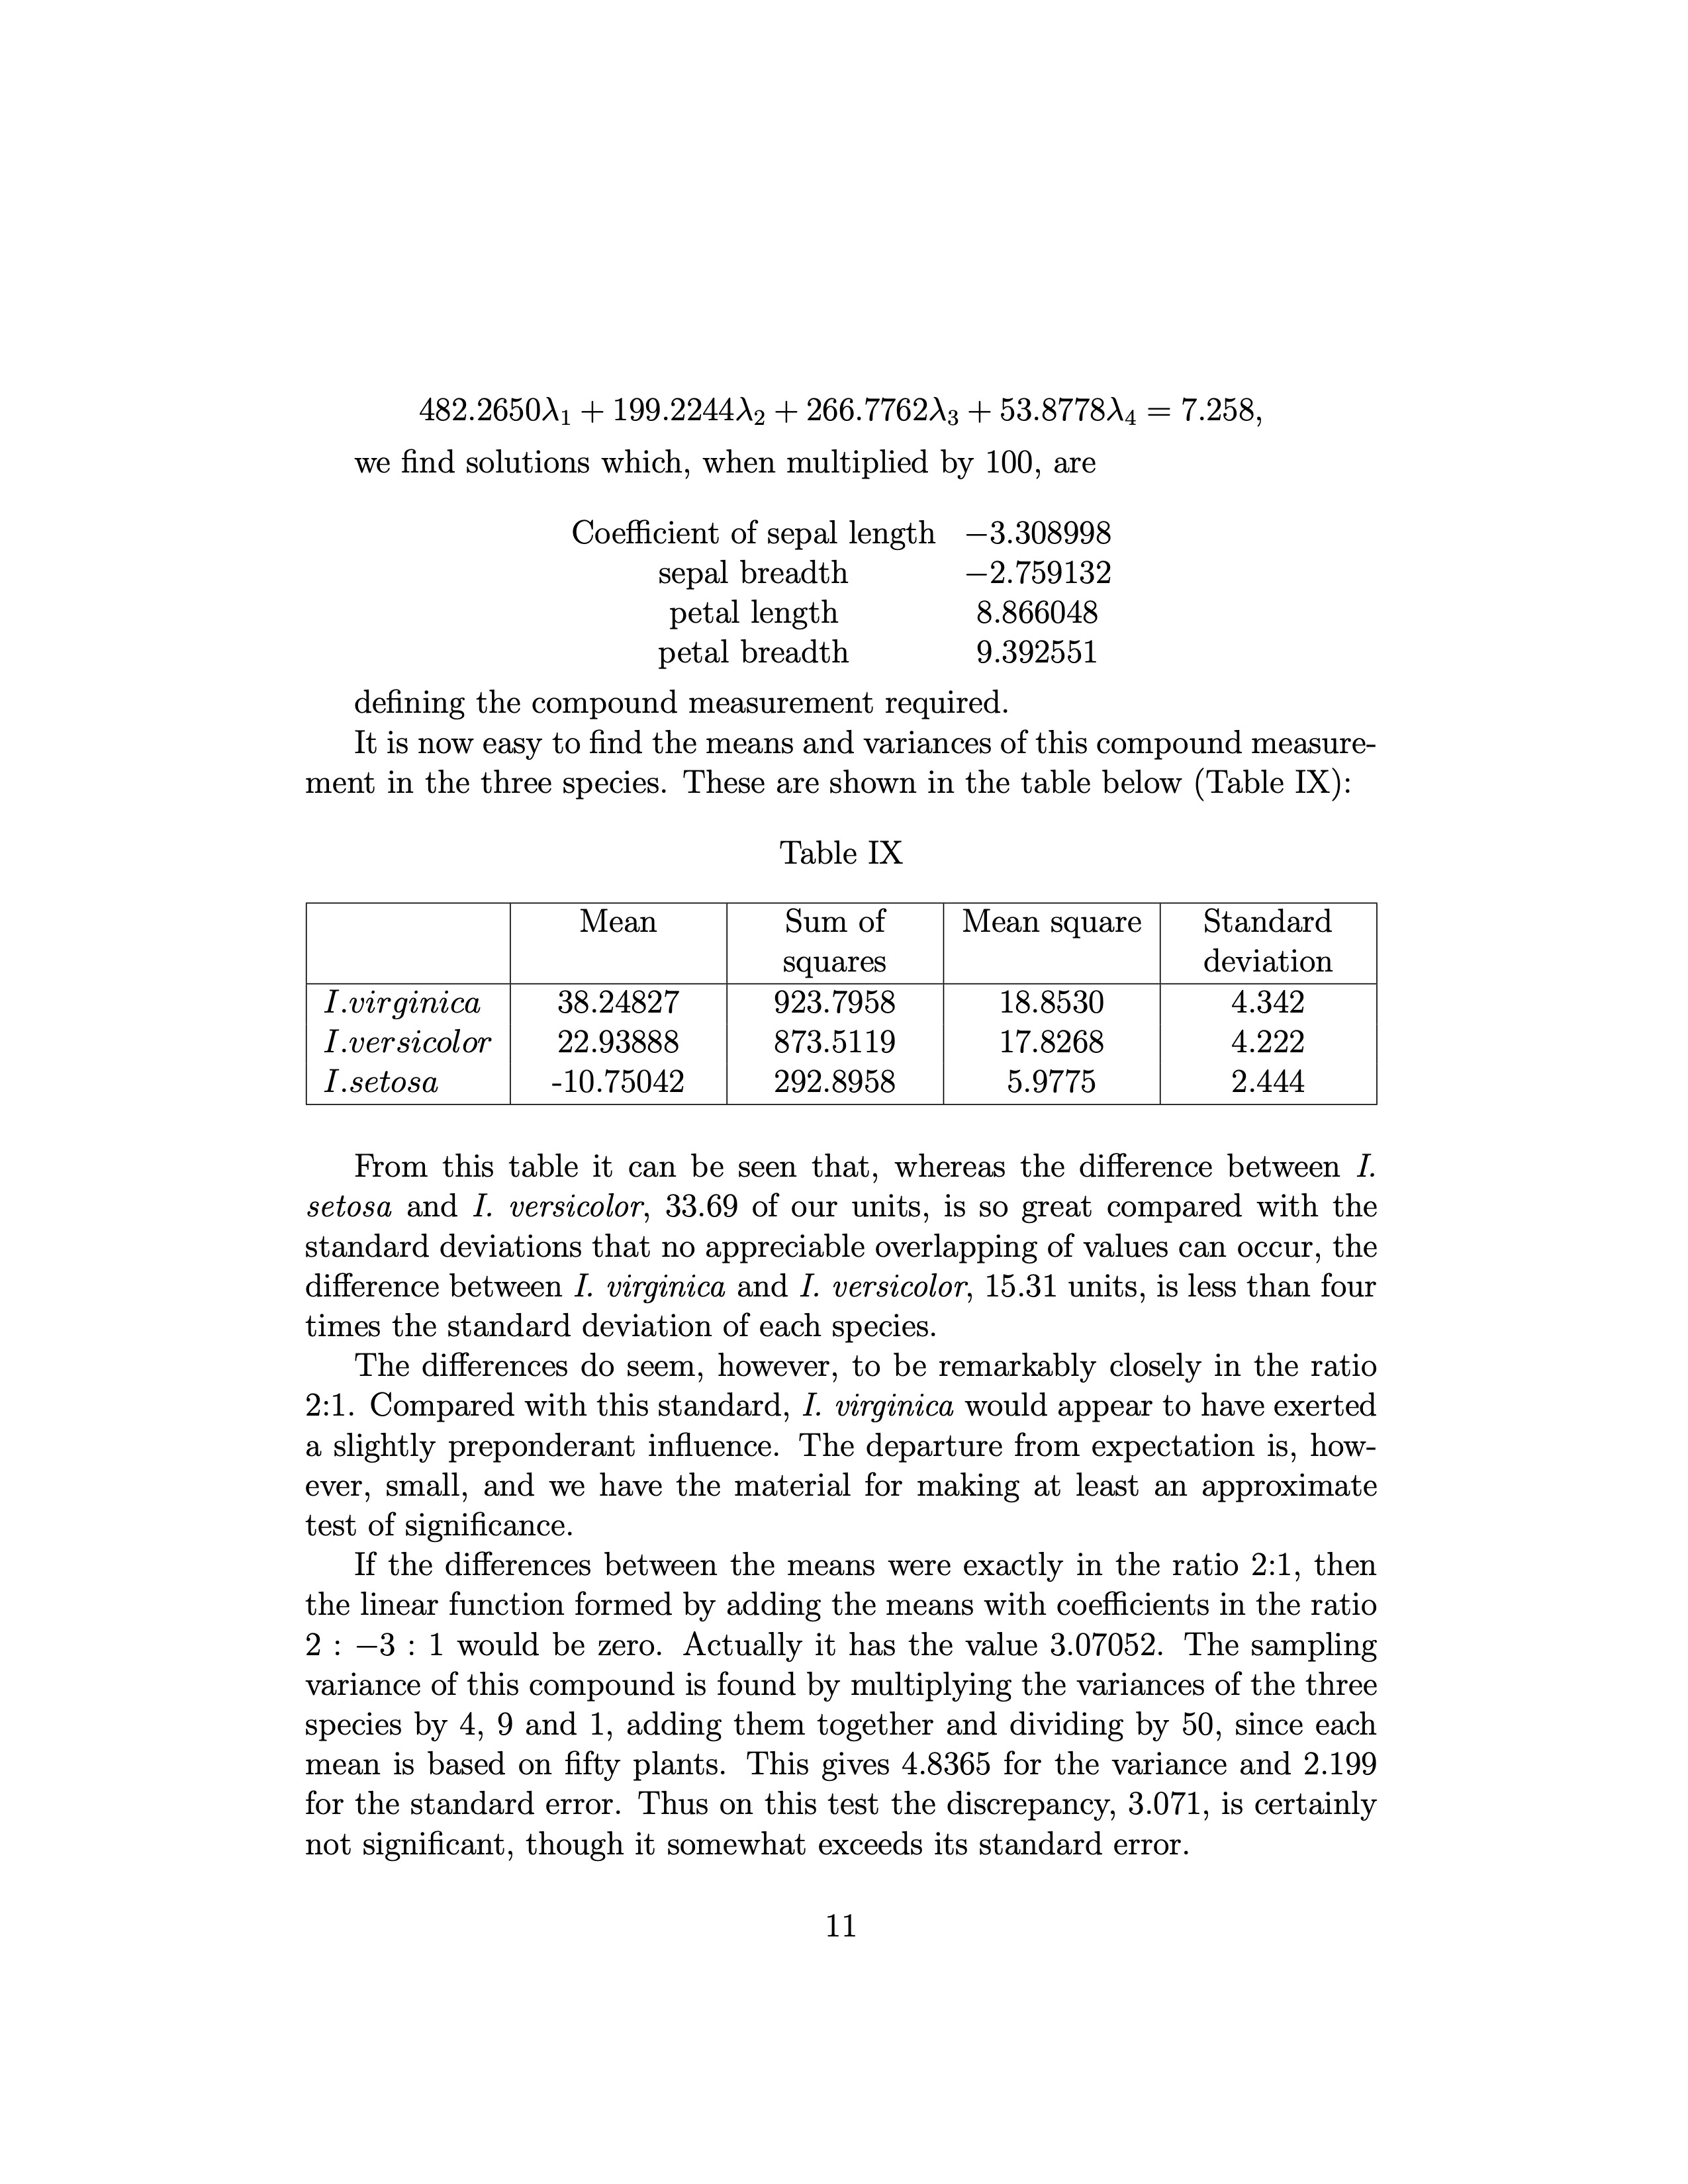 482.2650λ₁ + 199.2244λ₂ + 266.7762λ₃ + 53.8778λ₄ = 7.258,
we find solutions which, when multiplied by 100, are
Coefficient of sepal length −3.308998
sepal breadth −2.759132
petal length 8.866048
petal breadth 9.392551
defining the compound measurement required.
It is now easy to find the means and variances of this compound measure-
ment in the three species. These are shown in the table below (Table IX):
Table IX
Mean Sum of squares Mean square Standard deviation
I.virginica 38.24827 923.7958 18.8530 4.342
I.versicolor 22.93888 873.5119 17.8268 4.222
I.setosa -10.75042 292.8958 5.9775 2.444
From this table it can be seen that, whereas the difference between I.
setosa and I. versicolor, 33.69 of our units, is so great compared with the
standard deviations that no appreciable overlapping of values can occur, the
difference between I. virginica and I. versicolor, 15.31 units, is less than four
times the standard deviation of each species.
The differences do seem, however, to be remarkably closely in the ratio
2:1. Compared with this standard, I. virginica would appear to have exerted
a slightly preponderant influence. The departure from expectation is, how-
ever, small, and we have the material for making at least an approximate
test of significance.
If the differences between the means were exactly in the ratio 2:1, then
the linear function formed by adding the means with coefficients in the ratio
2 : −3 : 1 would be zero. Actually it has the value 3.07052. The sampling
variance of this compound is found by multiplying the variances of the three
species by 4, 9 and 1, adding them together and dividing by 50, since each
mean is based on fifty plants. This gives 4.8365 for the variance and 2.199
for the standard error. Thus on this test the discrepancy, 3.071, is certainly
not significant, though it somewhat exceeds its standard error.
11